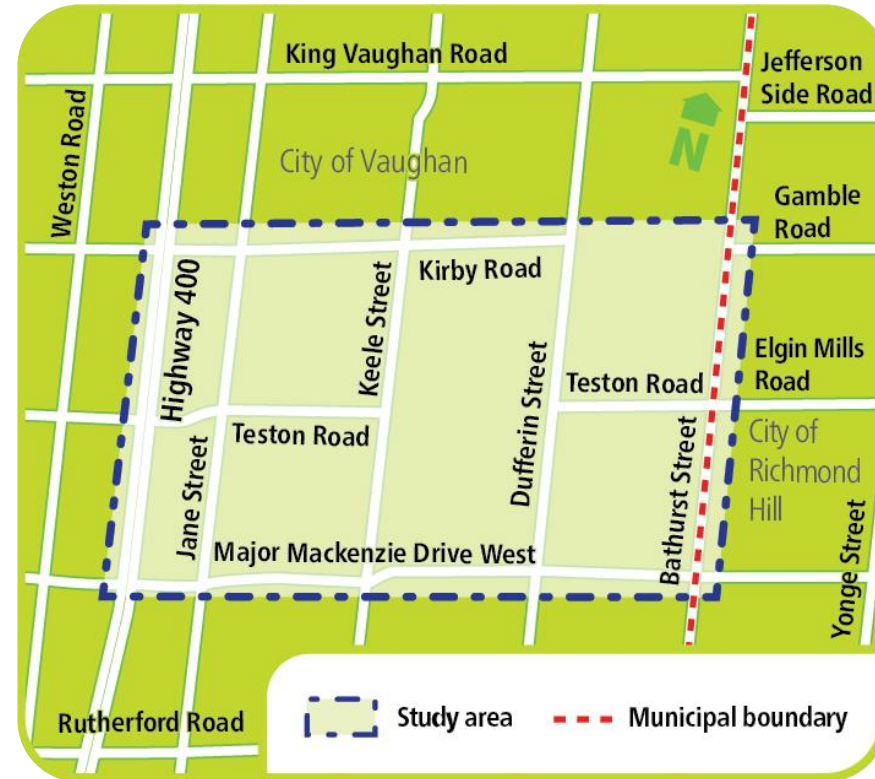 King Vaughan Road
Jefferson
Side Road
Weston Road
City of Vaughan
N
Gamble
Road
Highway 400
Kirby Road
Keele Street
Elgin Mills
Road
Teston Road
Dufferin Street
Teston Road
City of
Richmond
Hill
Jane Street
Bathurst Street
Major Mackenzie Drive West
Yonge Street
Rutherford Road
Study area
Municipal boundary